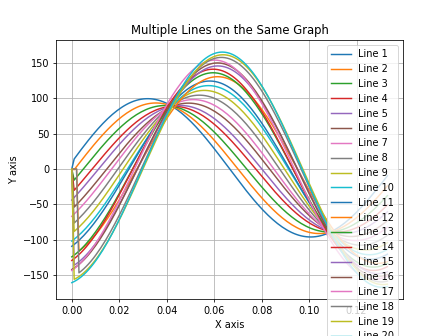 Multiple Lines on the Same Graph
Y axis
150
100
50
0
−50
−100
−150
0.00
0.02
0.04
0.06
0.08
0.10
X axis
Line 1
Line 2
Line 3
Line 4
Line 5
Line 6
Line 7
Line 8
Line 9
Line 10
Line 11
Line 12
Line 13
Line 14
Line 15
Line 16
Line 17
Line 18
Line 19
Line 20